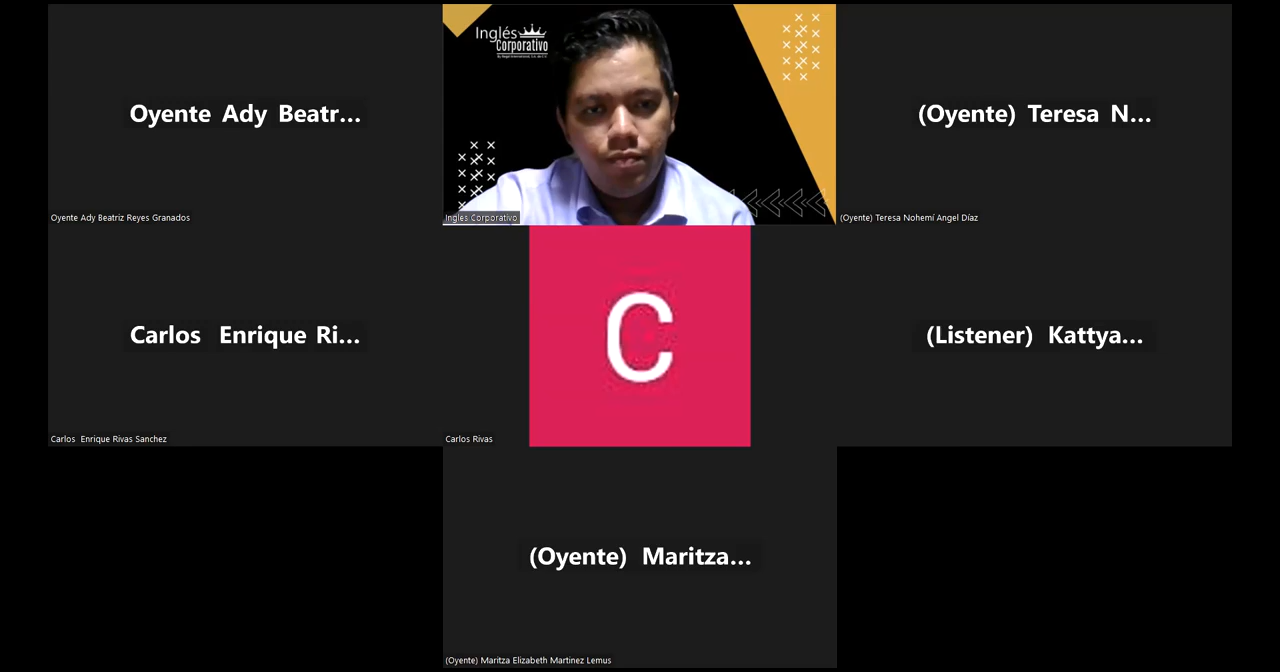 Oyente Ady Beatr...
Oyente Ady Beatriz Reyes Granados
Inglés
Corporativo
Inglés Corporativo
(Oyente) Teresa N...
(Oyente) Teresa Nohemí Angel Díaz
Carlos Enrique Ri...
Carlos Enrique Rivas Sanchez
C
Carlos Rivas
(Listener) Kattya...
(Oyente) Maritza...
(Oyente) Maritza Elizabeth Martinez Lemus